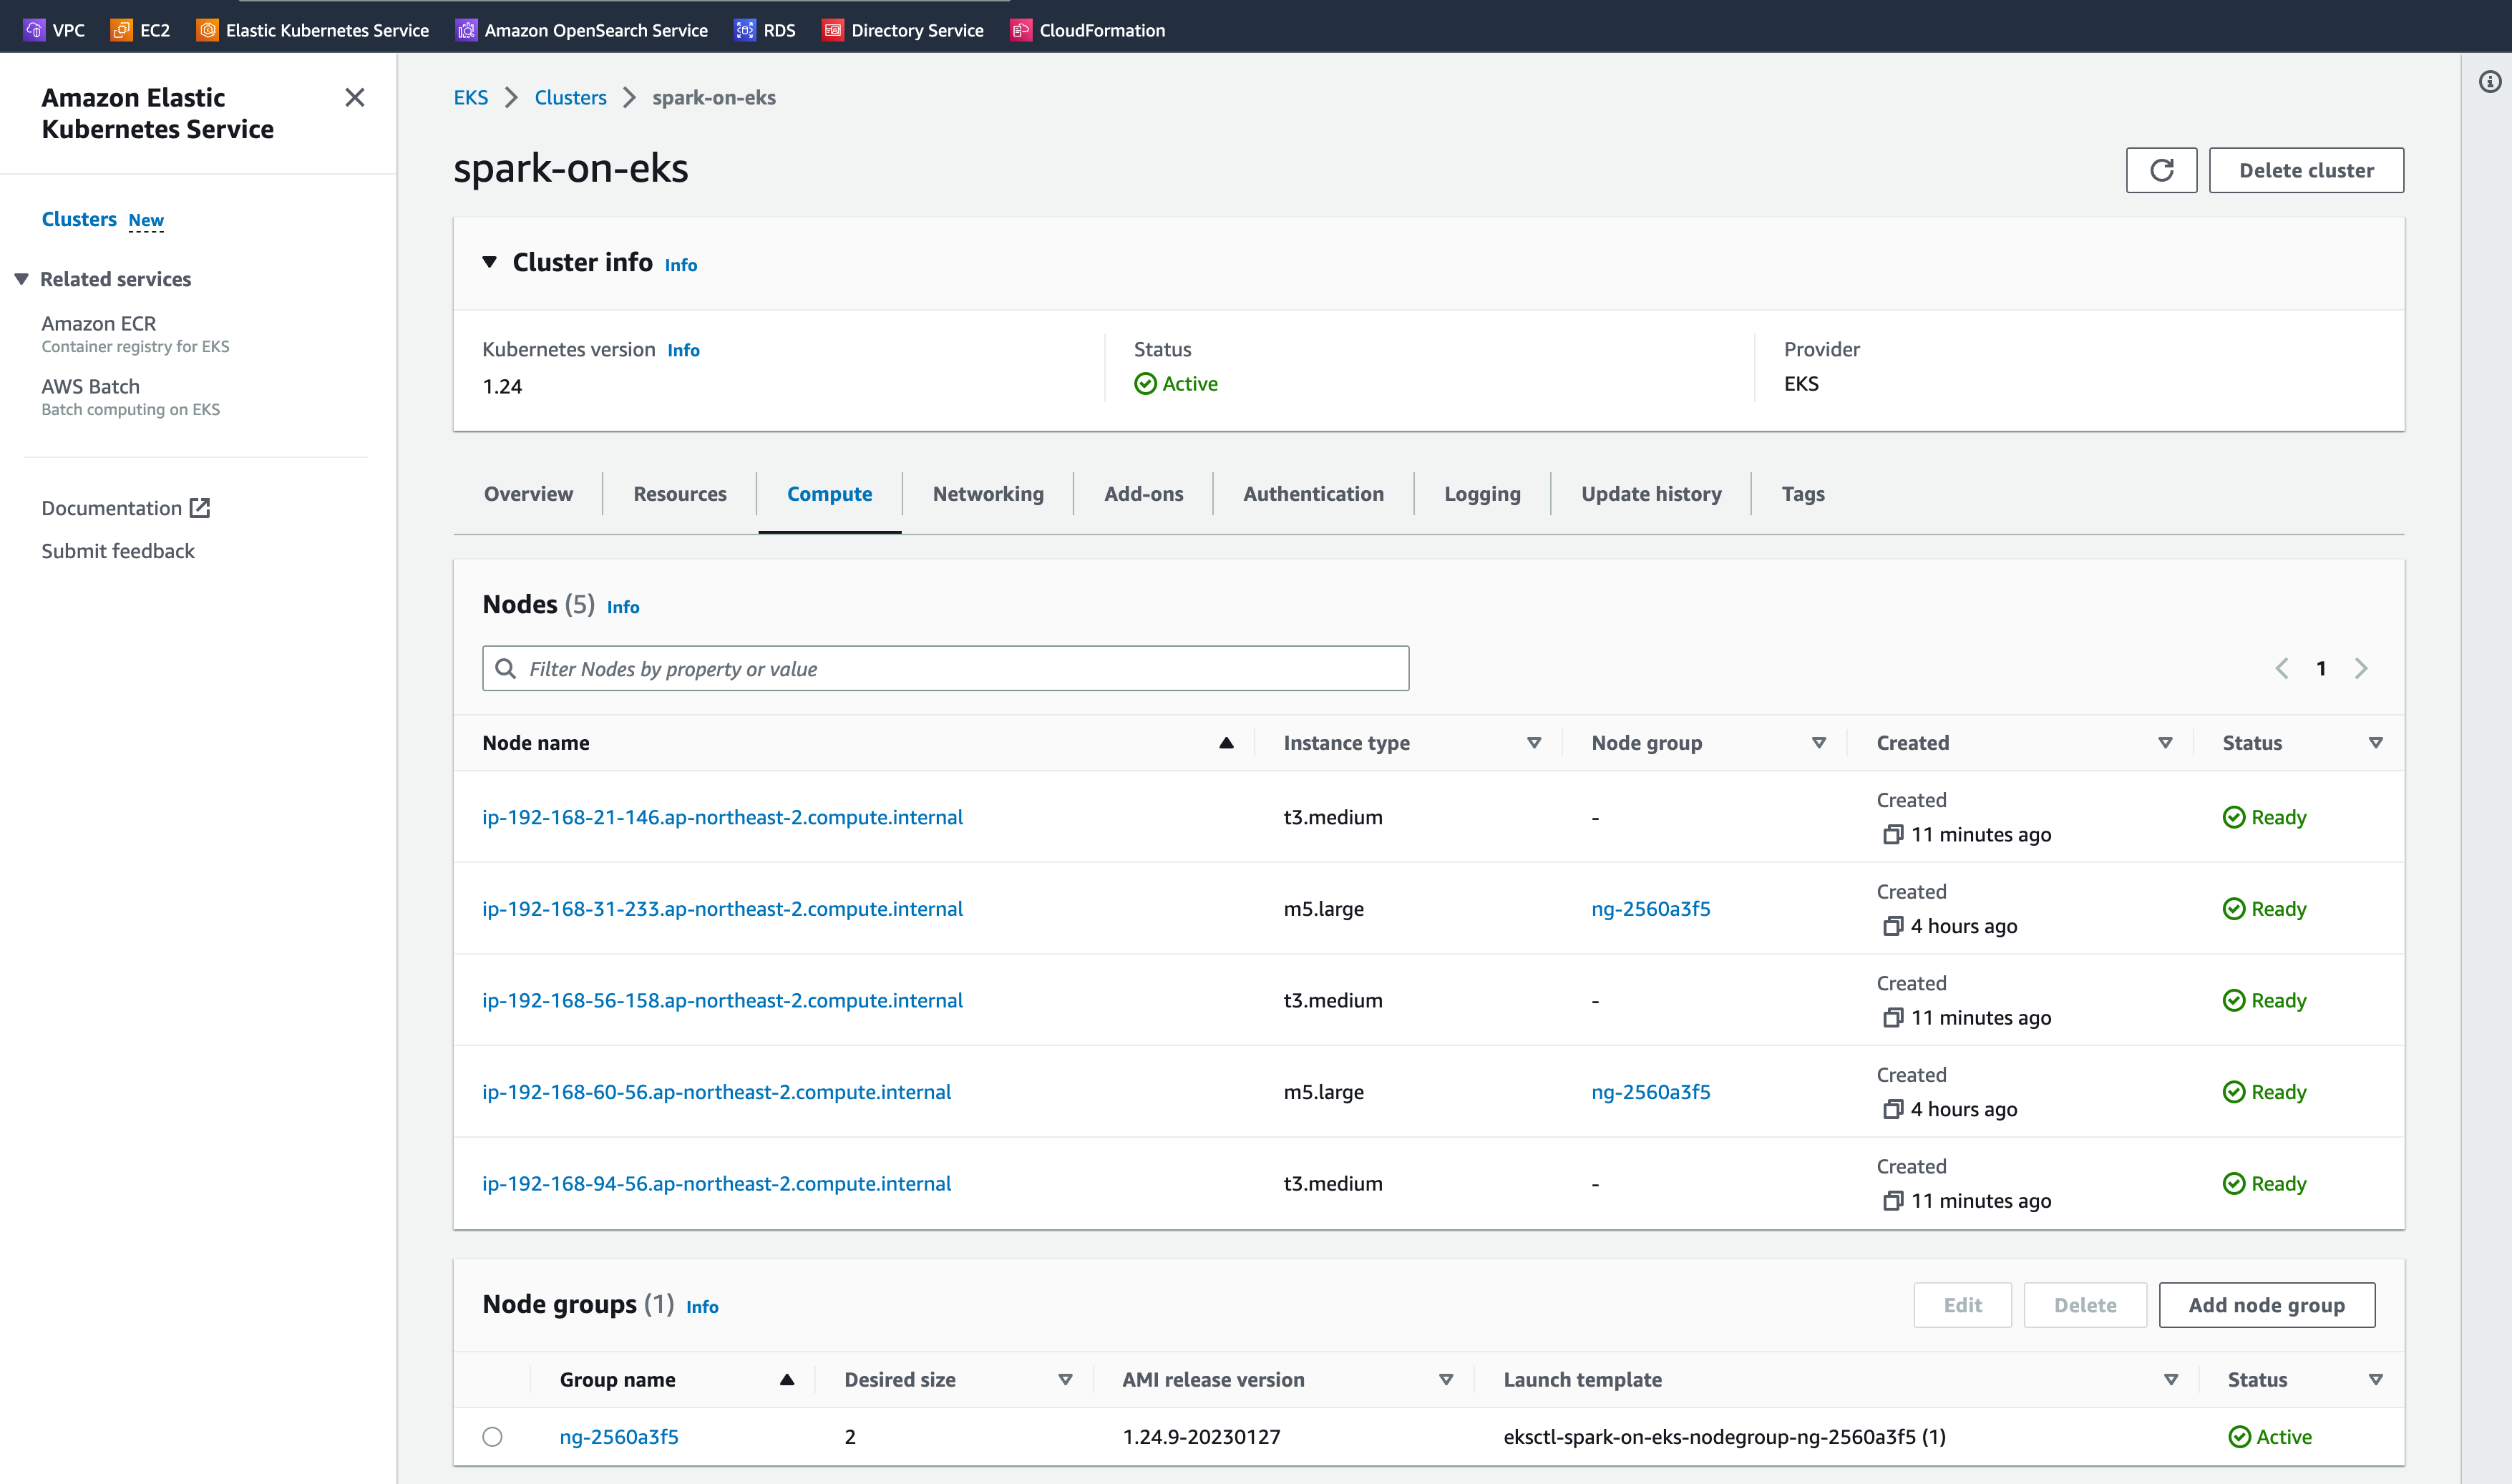 VPC EC2 Elastic Kubernetes Service Amazon OpenSearch Service RDS Directory Service CloudFormation
Amazon Elastic
Kubernetes Service
Clusters New
Related services
Amazon ECR
Container registry for EKS
AWS Batch
Batch computing on EKS
Documentation
Submit feedback
EKS Clusters spark-on-eks
spark-on-eks
Delete cluster
Cluster info Info
Kubernetes version Info
1.24
Status
Active
Provider
EKS
Overview Resources Compute Networking Add-ons Authentication Logging Update history Tags
Nodes (5) Info
Filter Nodes by property or value
1
Node name Instance type Node group Created Status
ip-192-168-21-146.ap-northeast-2.compute.internal t3.medium - Created Ready
11 minutes ago
ip-192-168-31-233.ap-northeast-2.compute.internal m5.large ng-2560a3f5 Created Ready
4 hours ago
ip-192-168-56-158.ap-northeast-2.compute.internal t3.medium - Created Ready
11 minutes ago
ip-192-168-60-56.ap-northeast-2.compute.internal m5.large ng-2560a3f5 Created Ready
4 hours ago
ip-192-168-94-56.ap-northeast-2.compute.internal t3.medium - Created Ready
11 minutes ago
Node groups (1) Info
Edit Delete Add node group
Group name Desired size AMI release version Launch template Status
ng-2560a3f5 2 1.24.9-20230127 eksctl-spark-on-eks-nodegroup-ng-2560a3f5 (1) Active